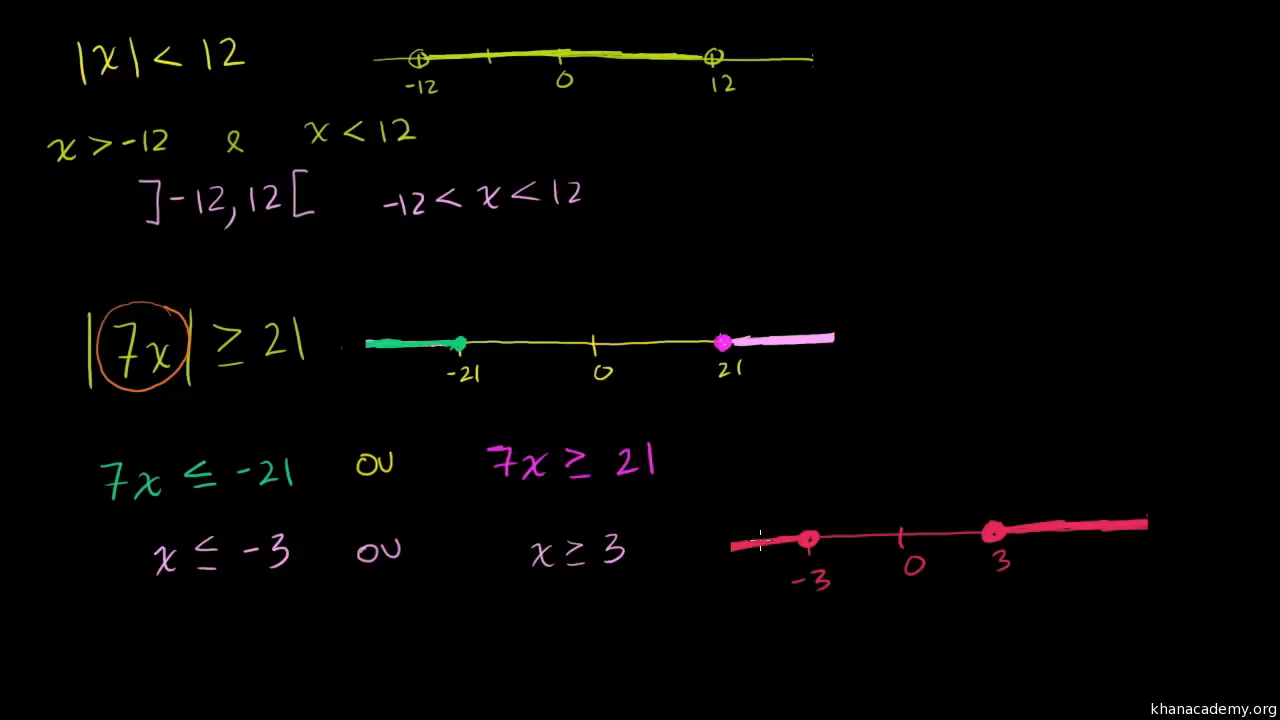 |x| < 12
-12 0 12
x > -12 & x < 12
]-12, 12[ -12 < x < 12
|7x| ≥ 21
-21 0 21
7x ≤ -21 ou 7x ≥ 21
x ≤ -3 ou x ≥ 3
-3 0 3
khanacademy.org